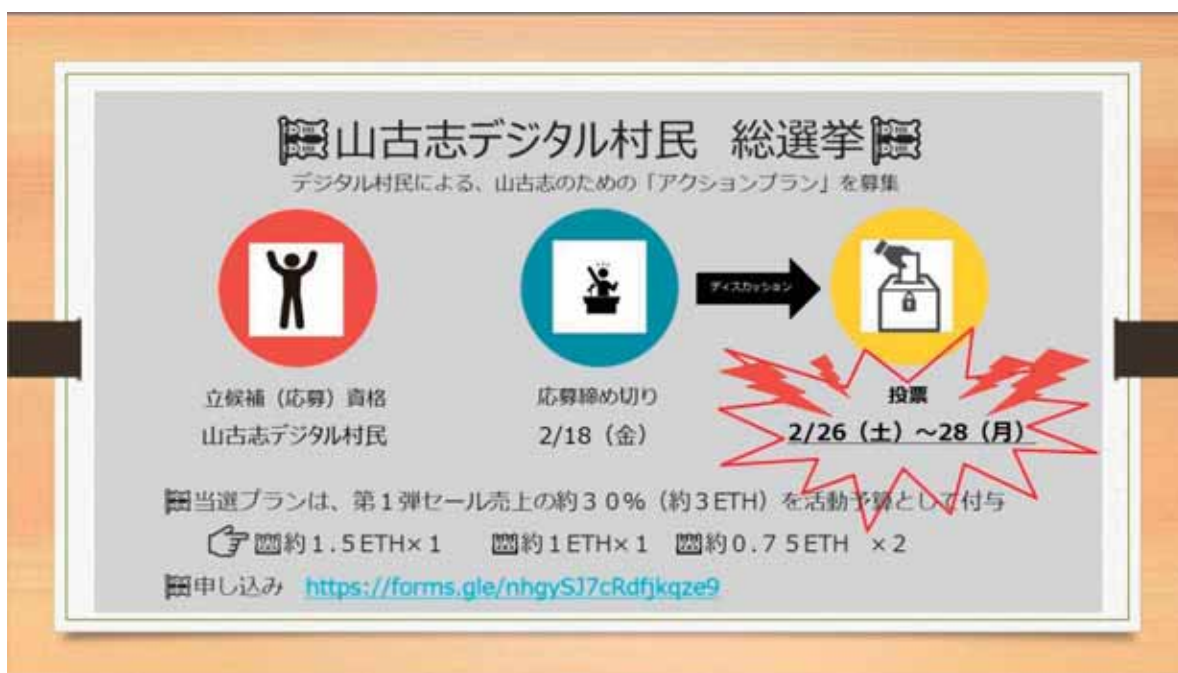 山古志デジタル村民 総選挙
デジタル村民による、山古志のための「アクションプラン」を募集
ディスカッション
立候補（応募）資格
山古志デジタル村民
応募締め切り
2/18（金）
投票
2/26（土）～28（月）
当選プランは、第１弾セール売上の約３０%（約３ETH）を活動予算として付与
約１.５ETH×１ 約１ETH×１ 約０.７５ETH ×２
申し込み https://forms.gle/nhgySJ7cRdfjkqze9